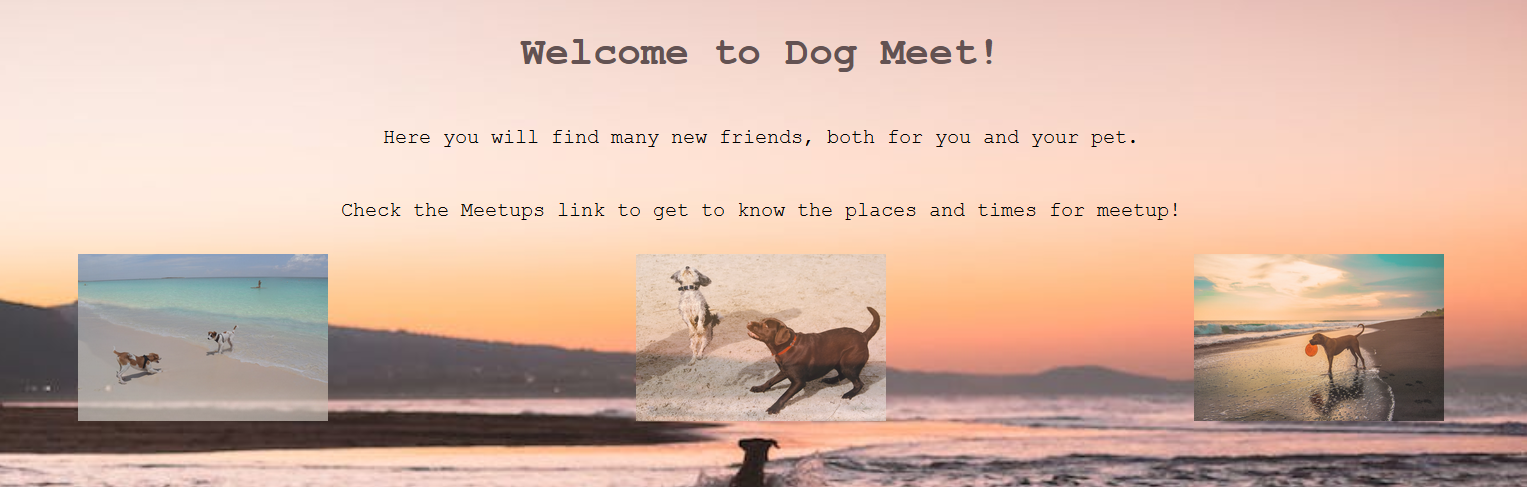 Welcome to Dog Meet!
Here you will find many new friends, both for you and your pet.
Check the Meetups link to get to know the places and times for meetup!